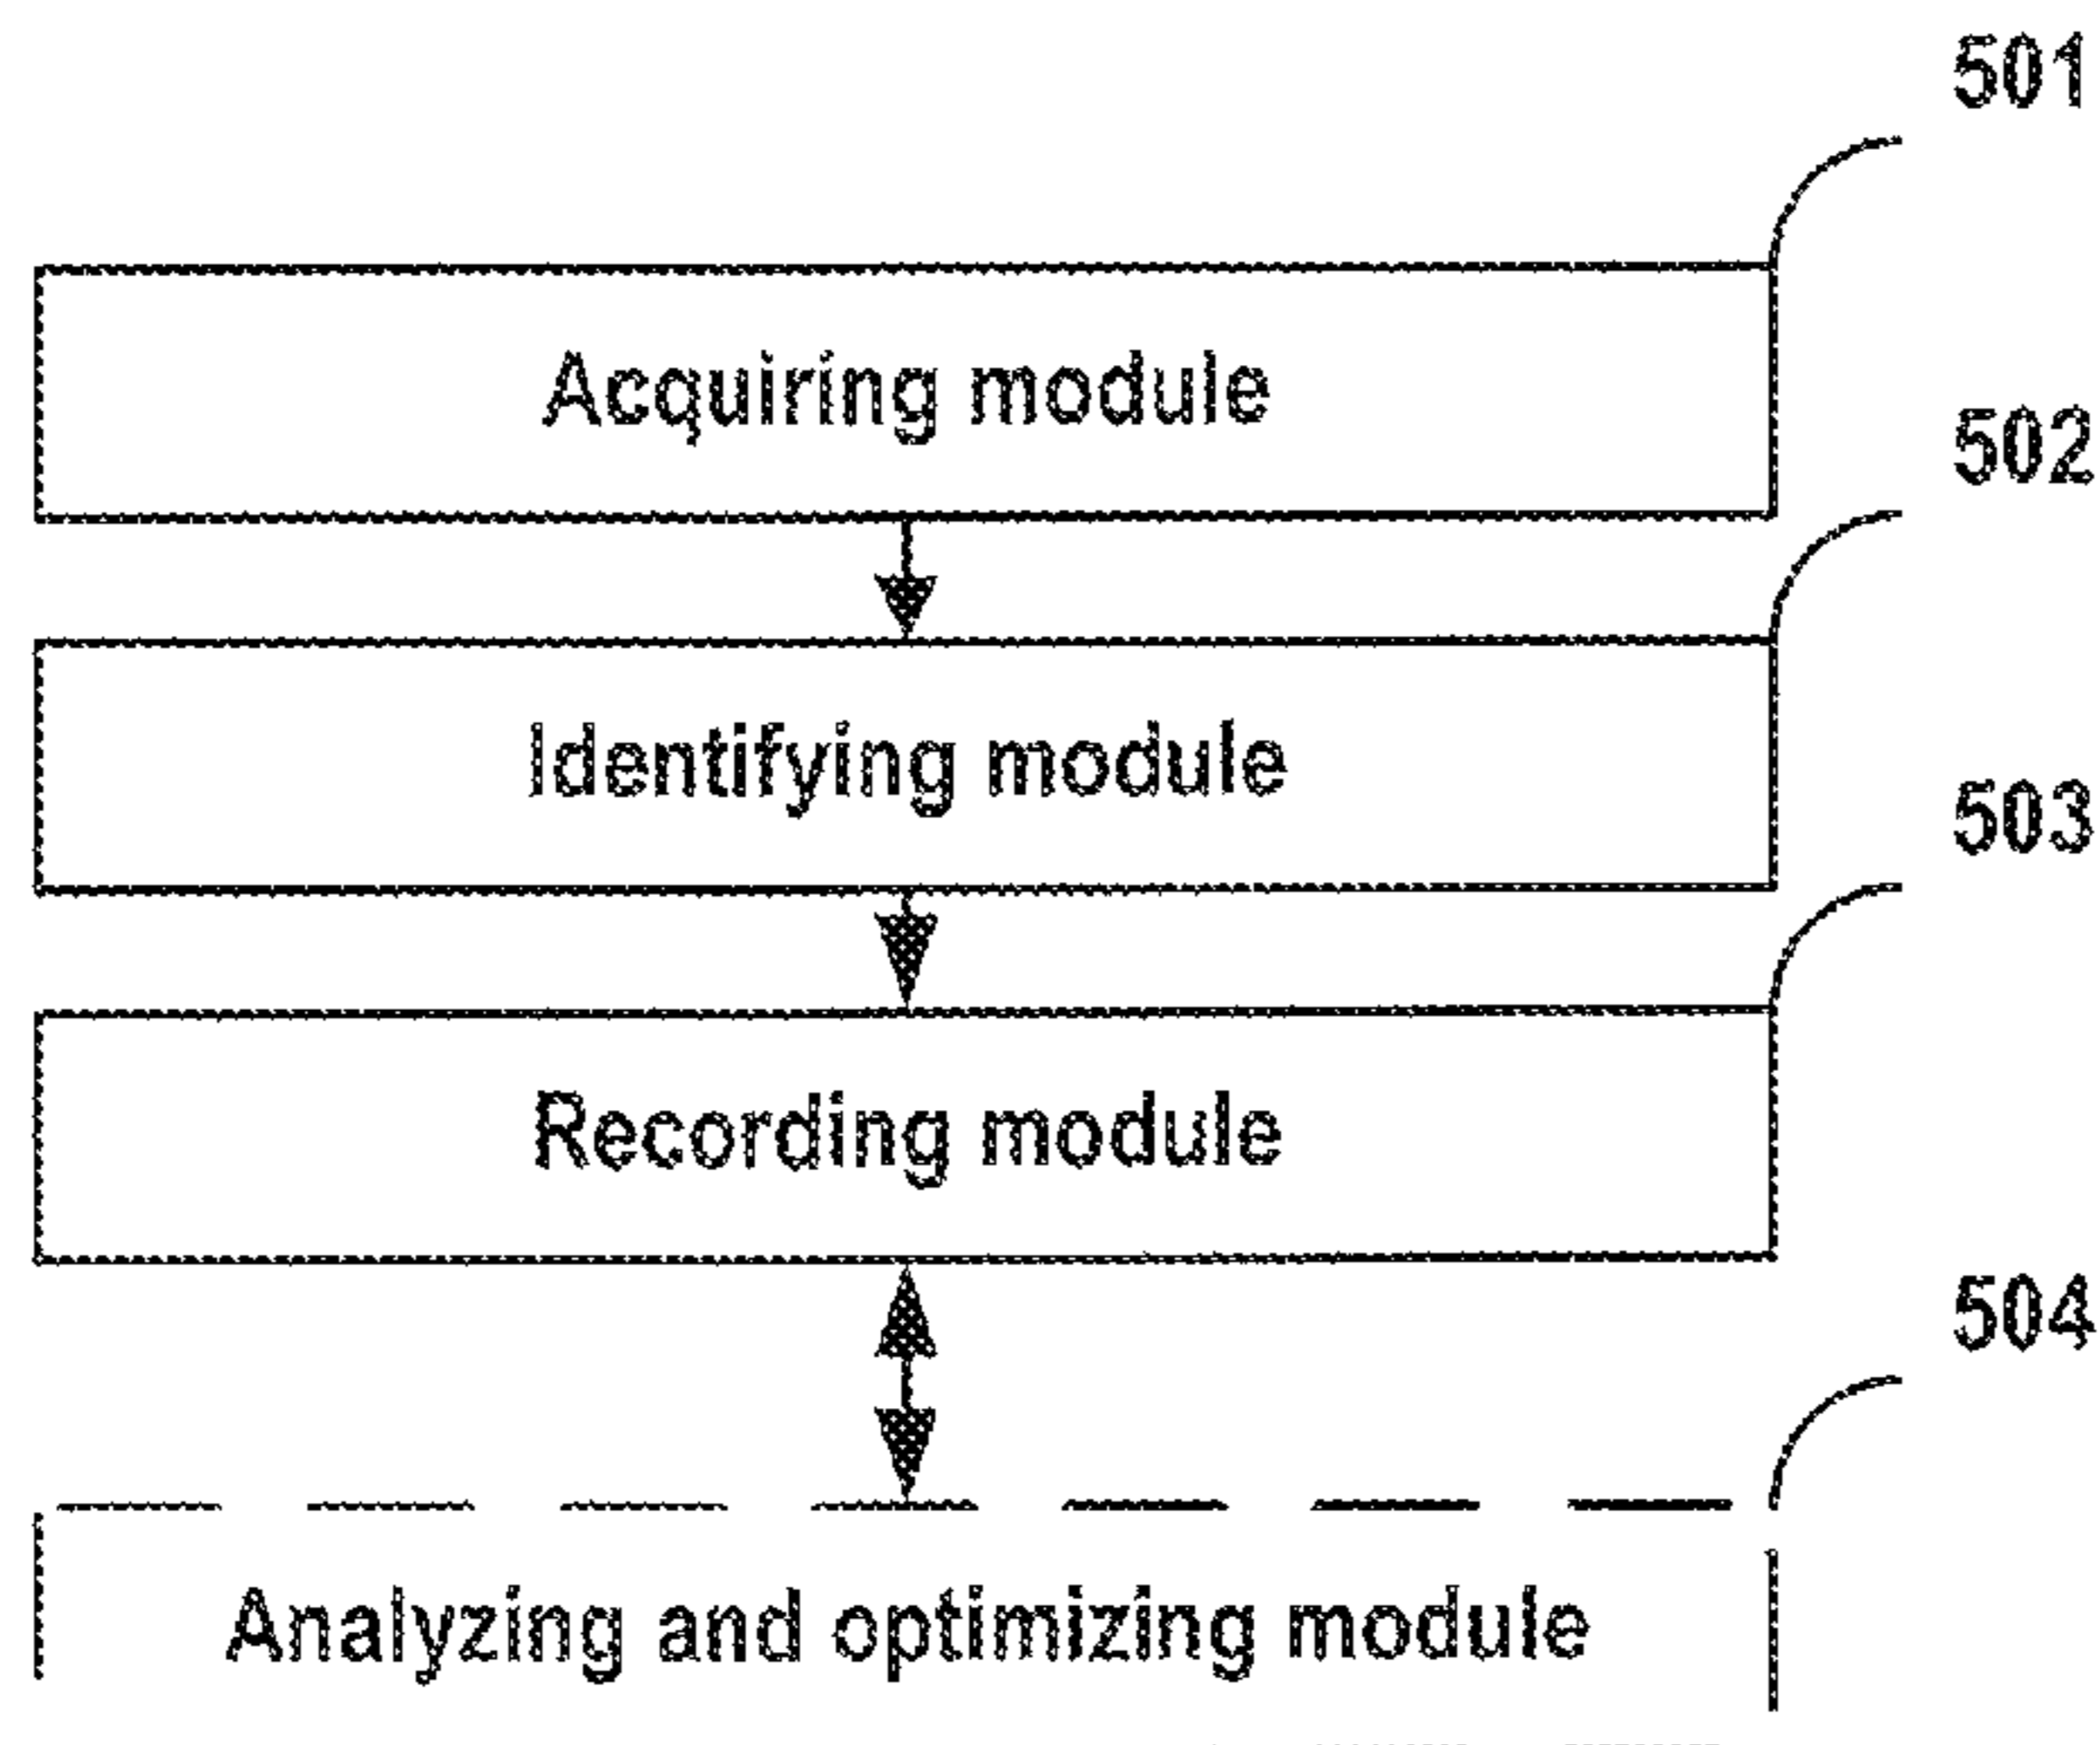 501
Acquiring module
502
Identifying module
503
Recording module
504
Analyzing and optimizing module